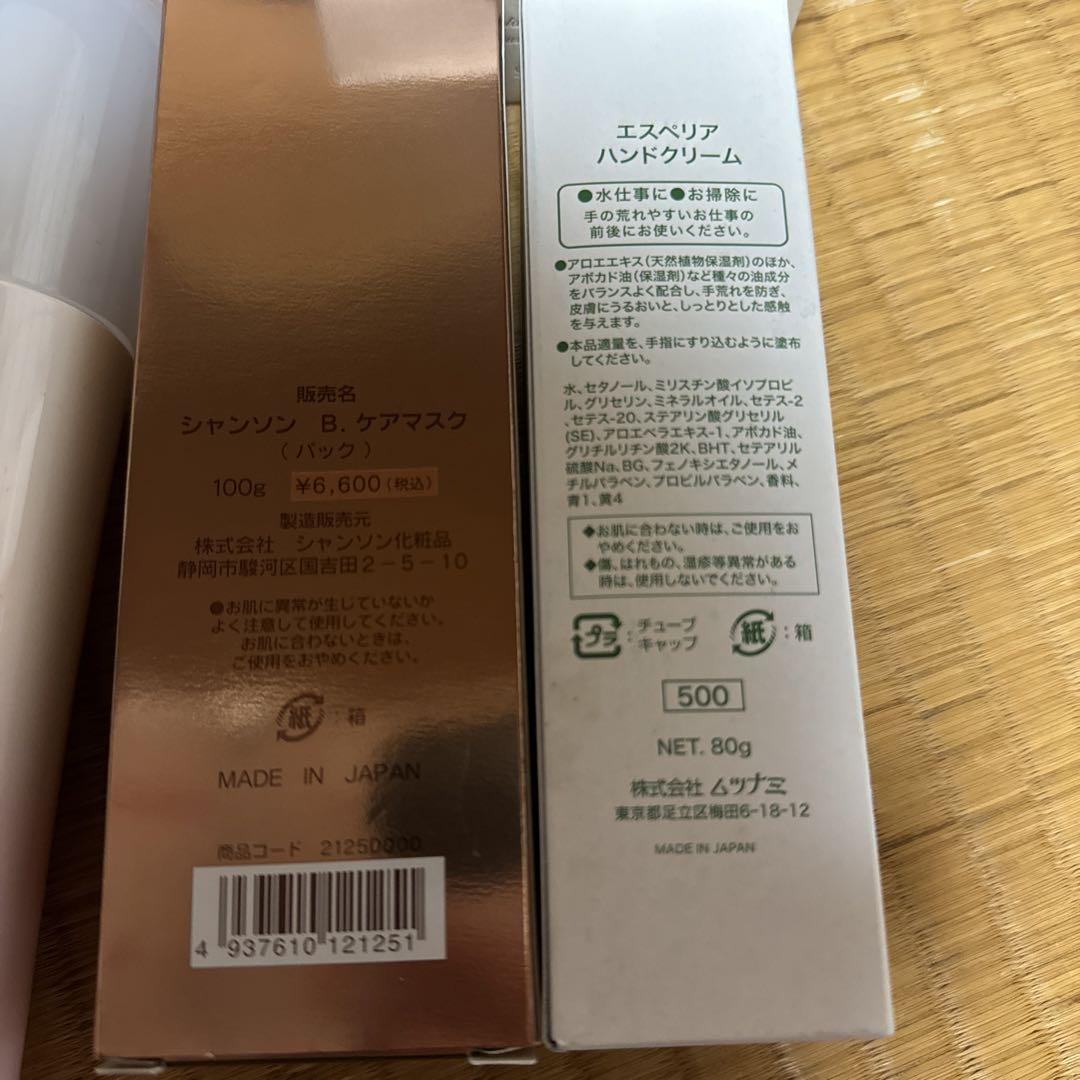 販売名
シャンソン B.ケアマスク
(パック)
100g ¥6,600(税込)
製造販売元
株式会社 シャンソン化粧品
静岡市駿河区国吉田2-5-10
●お肌に異常が生じていないか
よく注意して使用してください。
お肌に合わないときは、
ご使用をおやめください。
紙:箱
MADE IN JAPAN
商品コード 2125D000
4 937610 121251
エスペリア
ハンドクリーム
●水仕事に●お掃除に
手の荒れやすいお仕事の
前後にお使いください。
●アロエエキス(天然植物保湿剤)のほか、
アボカド油(保湿剤)など種々の油成分
をバランスよく配合し、手荒れを防ぎ、
皮膚にうるおいと、しっとりとした感触
を与えます。
●本品適量を、手指にすり込むように塗布
してください。
水、セタノール、ミリスチン酸イソプロピ
ル、グリセリン、ミネラルオイル、セテス-2
、セテス-20、ステアリン酸グリセリル
(SE)、アロエベラエキス-1、アボカド油、
グリチルリチン酸2K、BHT、セテアリル
硫酸Na、BG、フェノキシエタノール、メ
チルパラベン、プロピルパラベン、香料、
青1、黄4
◆お肌に合わない時は、ご使用をお
やめください。
◆傷、はれもの、湿疹等異常がある
時は、使用しないでください。
プラ:チューブ
キャップ
紙:箱
500
NET. 80g
株式会社 ムツナミ
東京都足立区梅田6-18-12
MADE IN JAPAN